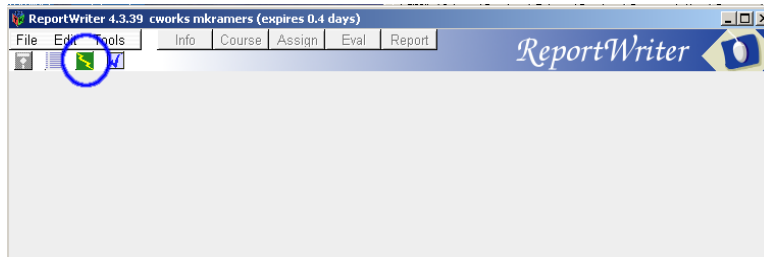 ReportWriter 4.3.39 cworks mkramers (expires 0.4 days)
File Edit Tools Info Course Assign Eval Report
ReportWriter